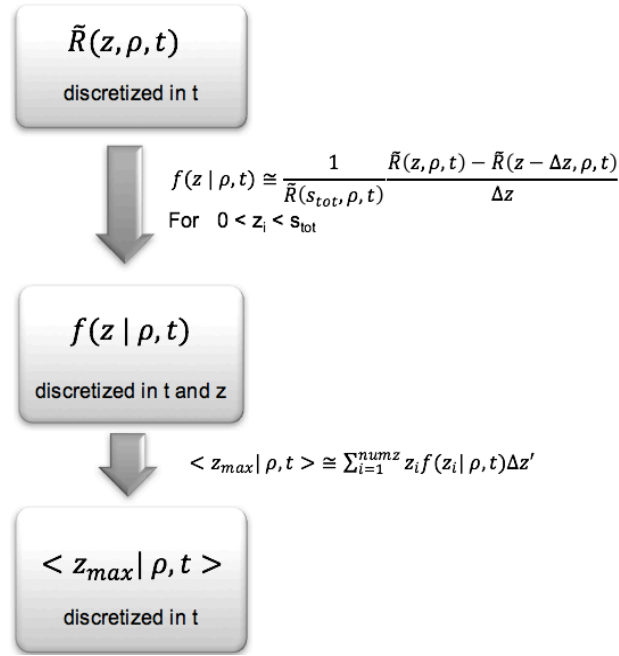 R̃(z, ρ, t)
discretized in t
f(z | ρ, t) ≅ 1 / R̃(s_tot, ρ, t) · (R̃(z, ρ, t) − R̃(z − Δz, ρ, t)) / Δz
For 0 < z_i < s_tot
f(z | ρ, t)
discretized in t and z
< z_max | ρ, t > ≅ ∑_{i=1}^{numz} z_i f(z_i | ρ, t)Δz′
< z_max | ρ, t >
discretized in t